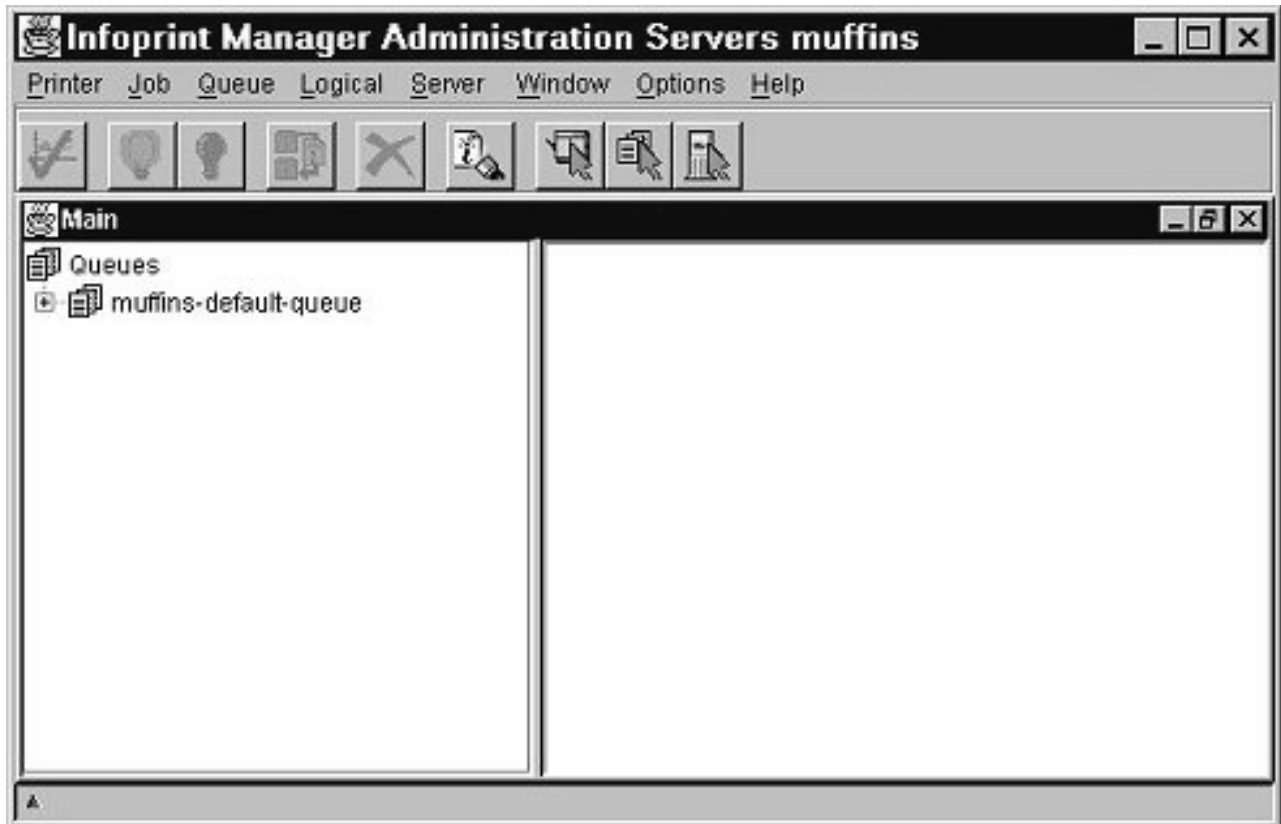 Infoprint Manager Administration Servers muffins
Printer Job Queue Logical Server Window Options Help
Main
Queues
muffins-default-queue